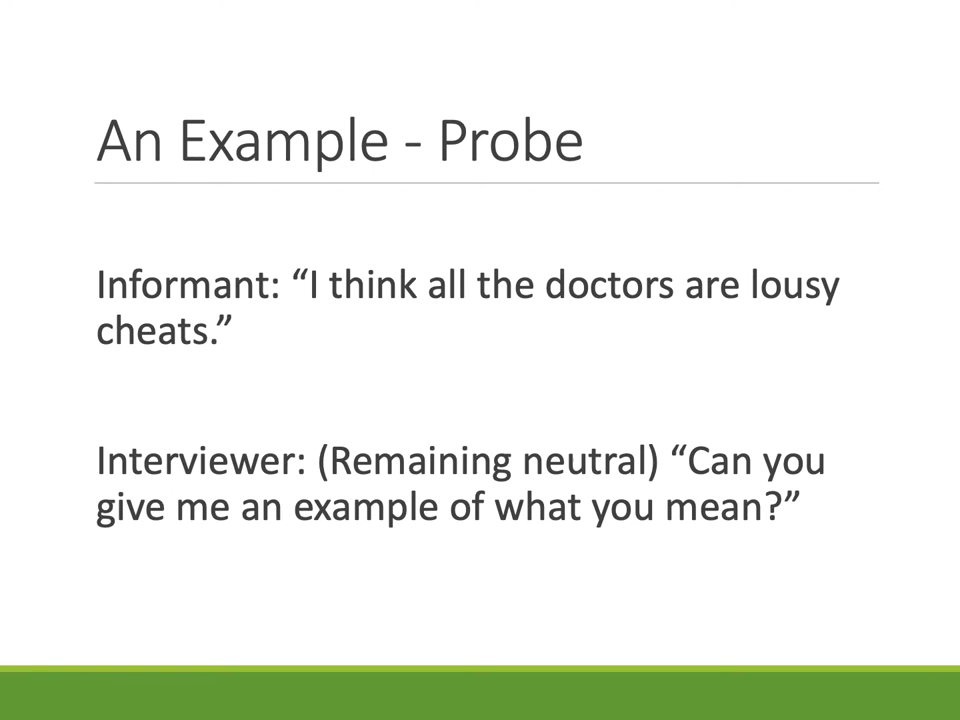 An Example - Probe
Informant: “I think all the doctors are lousy
cheats.”
Interviewer: (Remaining neutral) “Can you
give me an example of what you mean?”